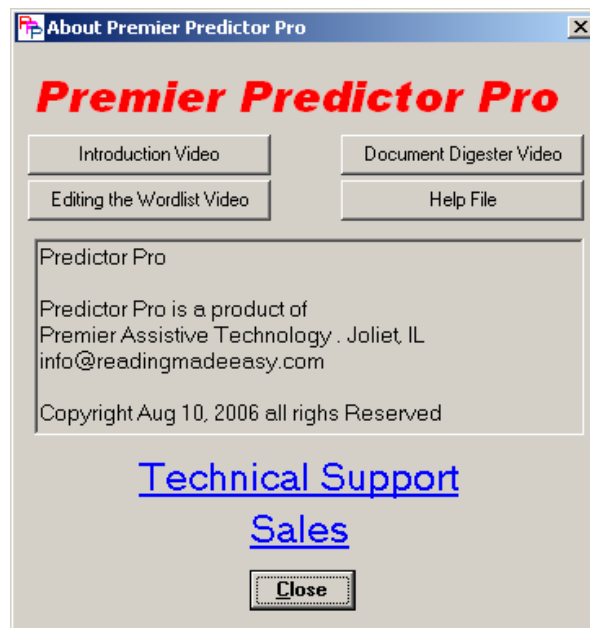 About Premier Predictor Pro
Premier Predictor Pro
Introduction Video
Document Digester Video
Editing the Wordlist Video
Help File
Predictor Pro
Predictor Pro is a product of
Premier Assistive Technology . Joliet, IL
info@readingmadeeasy.com
Copyright Aug 10, 2006 all righs Reserved
Technical Support
Sales
Close